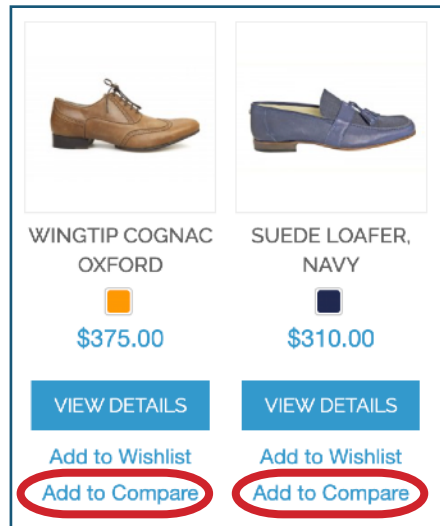 WINGTIP COGNAC
OXFORD
$375.00
VIEW DETAILS
Add to Wishlist
Add to Compare
SUEDE LOAFER,
NAVY
$310.00
VIEW DETAILS
Add to Wishlist
Add to Compare